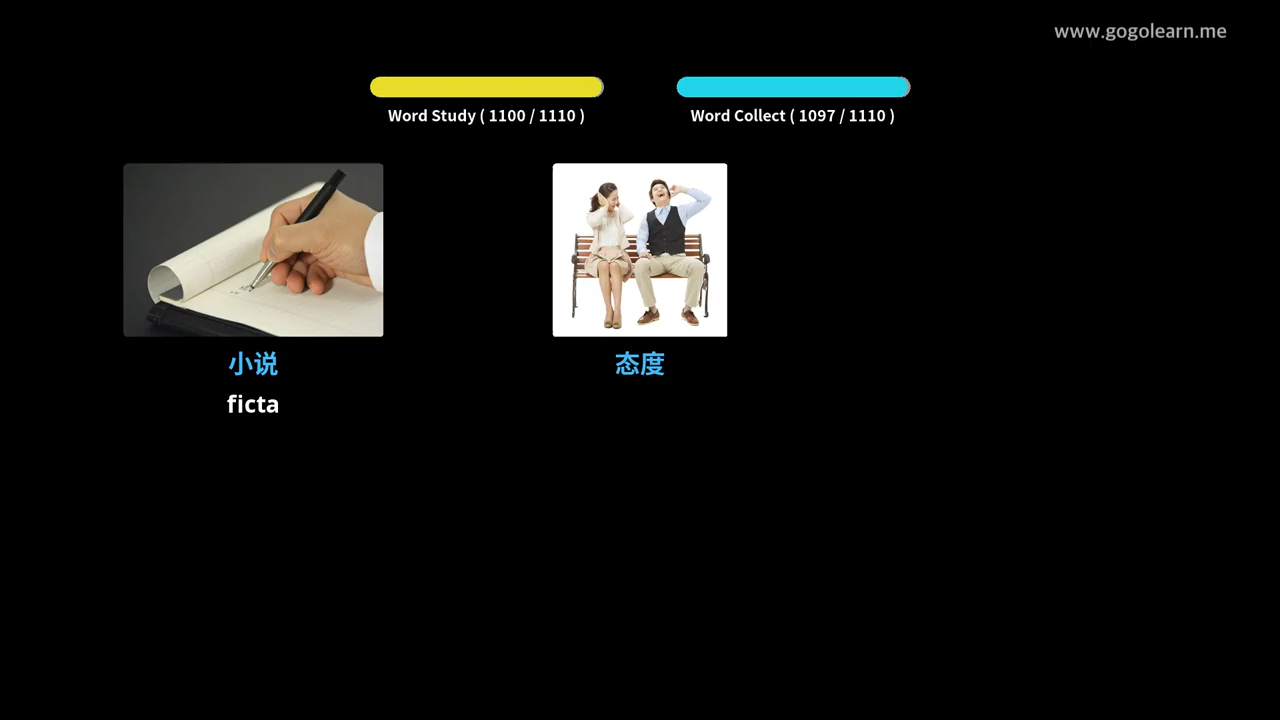 www.gogolearn.me
Word Study ( 1100 / 1110 )
Word Collect ( 1097 / 1110 )
小说
态度
ficta